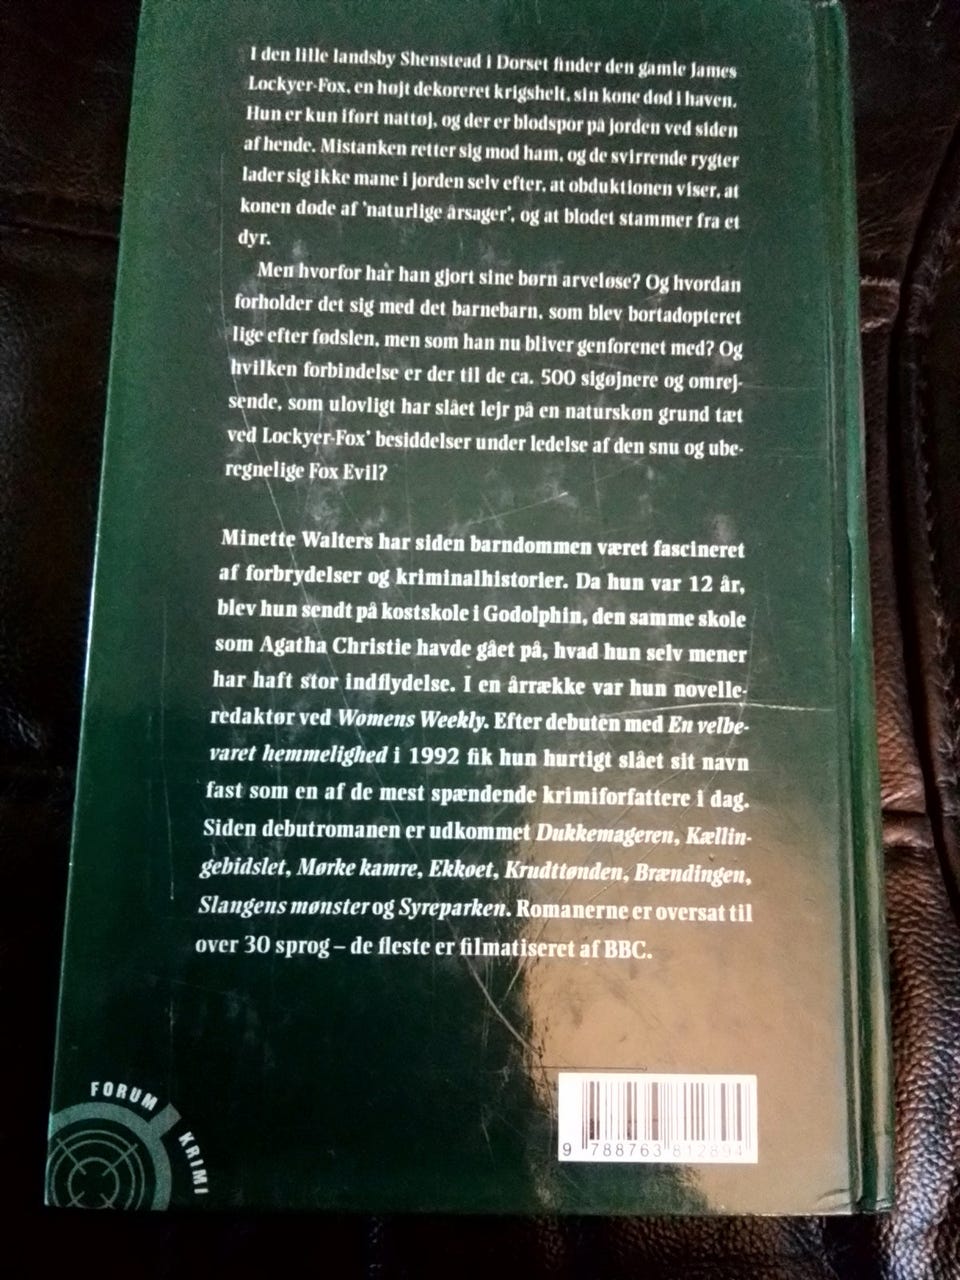 I den lille landsby Shenstead i Dorset finder den gamle James
Lockyer-Fox, en højt dekoreret krigshelt, sin kone død i haven.
Hun er kun iført nattøj, og der er blodspor på jorden ved siden
af hende. Mistanken retter sig mod ham, og de svirrende rygter
lader sig ikke mane i jorden selv efter, at obduktionen viser, at
konen døde af 'naturlige årsager', og at blodet stammer fra et
dyr.
Men hvorfor har han gjort sine børn arveløse? Og hvordan
forholder det sig med det barnebarn, som blev bortadopteret
lige efter fødslen, men som han nu bliver genforenet med? Og
hvilken forbindelse er der til de ca. 500 sigøjnere og omrej-
sende, som ulovligt har slået lejr på en naturskøn grund tæt
ved Lockyer-Fox' besiddelser under ledelse af den snu og ube-
regnelige Fox Evil?
Minette Walters har siden barndommen været fascineret
af forbrydelser og kriminalhistorier. Da hun var 12 år,
blev hun sendt på kostskole i Godolphin, den samme skole
som Agatha Christie havde gået på, hvad hun selv mener
har haft stor indflydelse. I en årrække var hun novelle-
redaktør ved Womens Weekly. Efter debuten med En velbe-
varet hemmelighed i 1992 fik hun hurtigt slået sit navn
fast som en af de mest spændende krimiforfattere i dag.
Siden debutromanen er udkommet Dukkemageren, Kællin-
gebidslet, Mørke kamre, Ekkoet, Krudttønden, Brændingen,
Slangens mønster og Syreparken. Romanerne er oversat til
over 30 sprog – de fleste er filmatiseret af BBC.
FORUM KRIMI
9 788763 812894